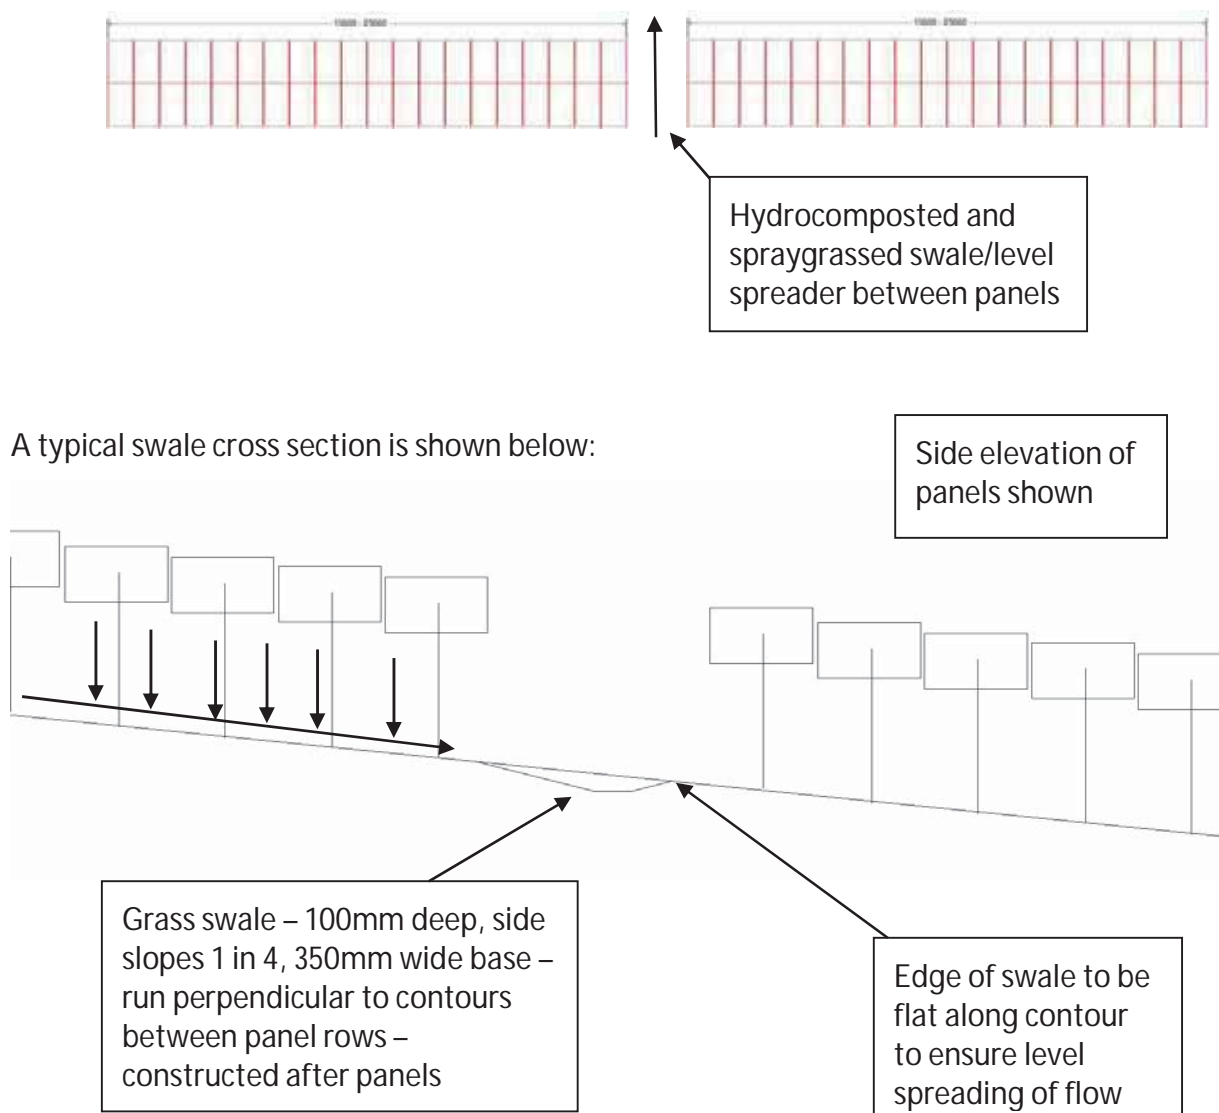 Hydrocomposted and
spraygrassed swale/level
spreader between panels
A typical swale cross section is shown below:
Side elevation of
panels shown
Grass swale – 100mm deep, side
slopes 1 in 4, 350mm wide base –
run perpendicular to contours
between panel rows –
constructed after panels
Edge of swale to be
flat along contour
to ensure level
spreading of flow